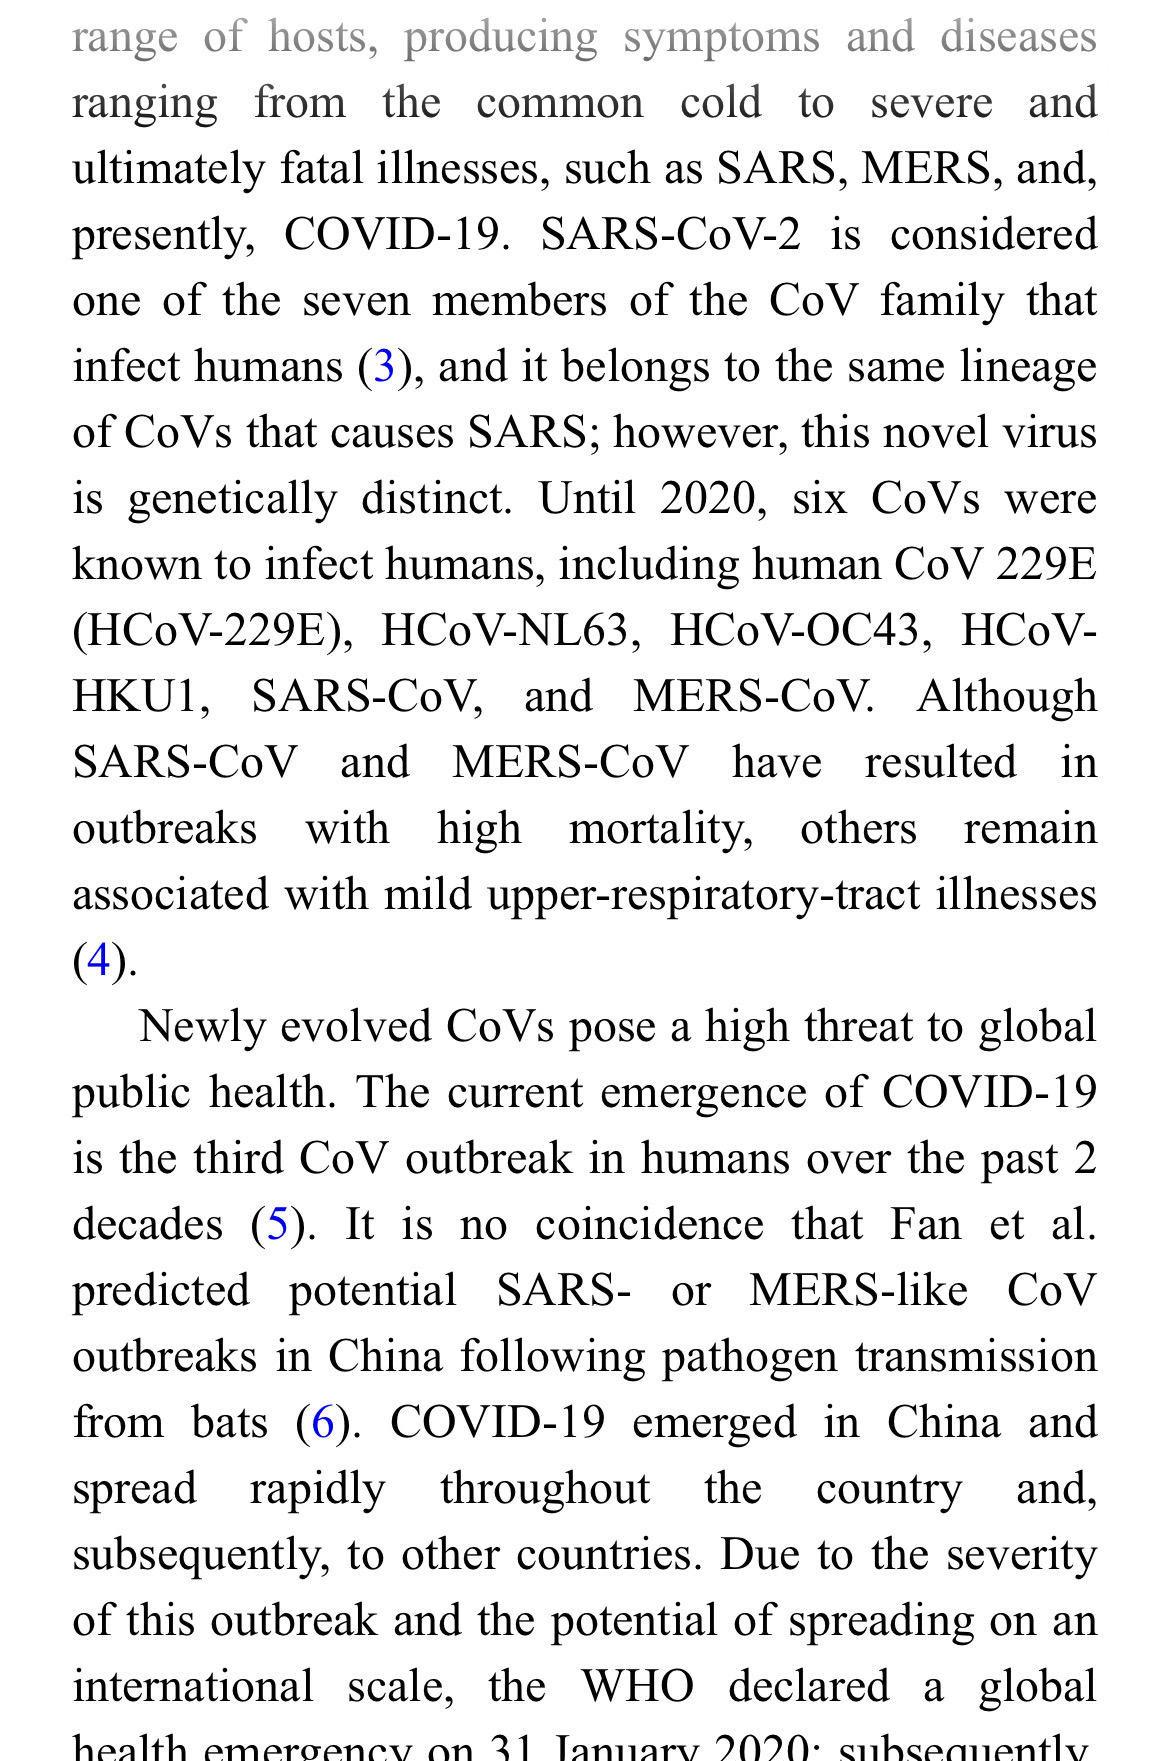 range of hosts, producing symptoms and diseases
ranging from the common cold to severe and
ultimately fatal illnesses, such as SARS, MERS, and,
presently, COVID-19. SARS-CoV-2 is considered
one of the seven members of the CoV family that
infect humans (3), and it belongs to the same lineage
of CoVs that causes SARS; however, this novel virus
is genetically distinct. Until 2020, six CoVs were
known to infect humans, including human CoV 229E
(HCoV-229E), HCoV-NL63, HCoV-OC43, HCoV-
HKU1, SARS-CoV, and MERS-CoV. Although
SARS-CoV and MERS-CoV have resulted in
outbreaks with high mortality, others remain
associated with mild upper-respiratory-tract illnesses
(4).
Newly evolved CoVs pose a high threat to global
public health. The current emergence of COVID-19
is the third CoV outbreak in humans over the past 2
decades (5). It is no coincidence that Fan et al.
predicted potential SARS- or MERS-like CoV
outbreaks in China following pathogen transmission
from bats (6). COVID-19 emerged in China and
spread rapidly throughout the country and,
subsequently, to other countries. Due to the severity
of this outbreak and the potential of spreading on an
international scale, the WHO declared a global
health emergency on 31 January 2020; subsequently,